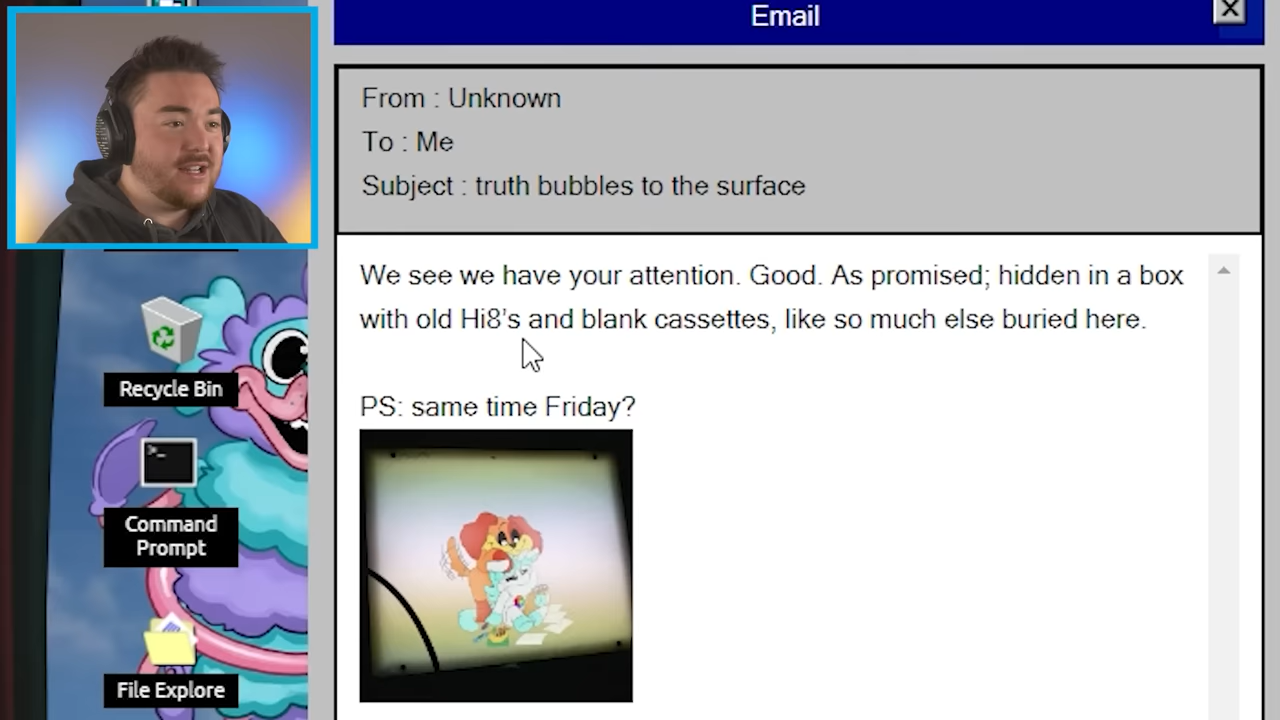 Email
From : Unknown
To : Me
Subject : truth bubbles to the surface
We see we have your attention. Good. As promised; hidden in a box
with old Hi8's and blank cassettes, like so much else buried here.
PS: same time Friday?
Recycle Bin
Command
Prompt
File Explore